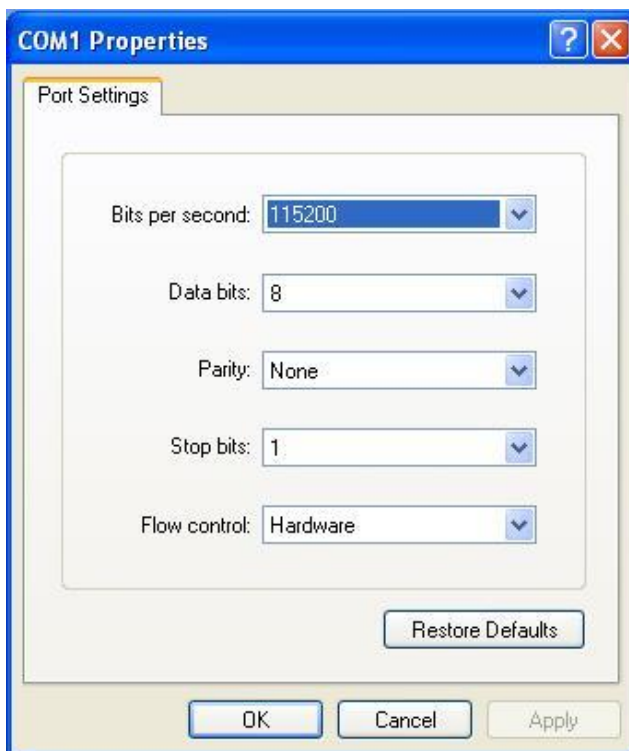 COM1 Properties
Port Settings
Bits per second: 115200
Data bits: 8
Parity: None
Stop bits: 1
Flow control: Hardware
Restore Defaults
OK Cancel Apply